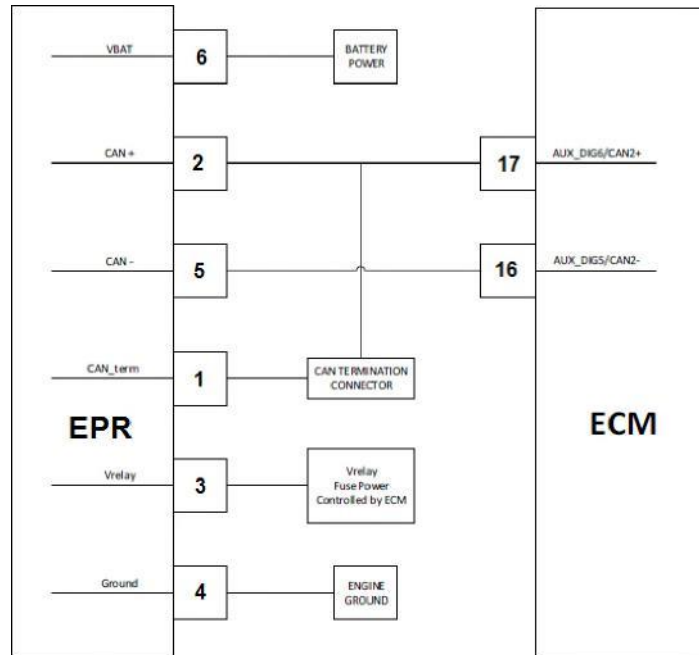 VBAT
6
BATTERY
POWER
CAN +
2
17
AUX_DIG6/CAN2+
CAN -
5
16
AUX_DIG5/CAN2-
CAN_term
1
CAN TERMINATION
CONNECTOR
EPR
ECM
Vrelay
3
Vrelay
Fuse Power
Controlled by ECM
Ground
4
ENGINE
GROUND